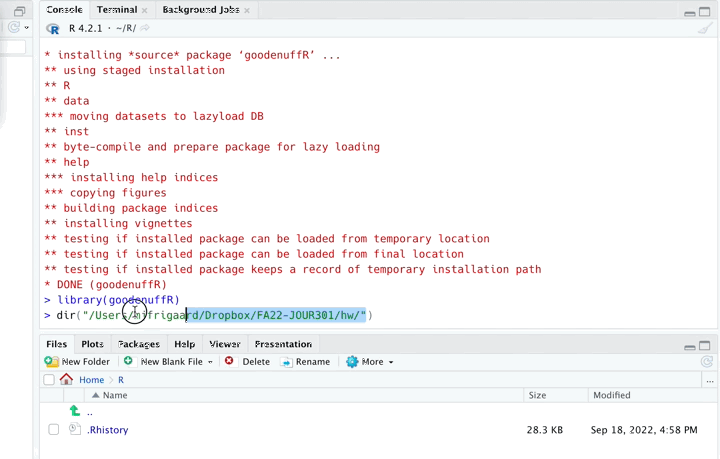 Console Terminal × Background Jobs ×
R 4.2.1 · ~/R/
* installing *source* package ‘goodenuffR’ ...
** using staged installation
** R
** data
*** moving datasets to lazyload DB
** inst
** byte-compile and prepare package for lazy loading
** help
*** installing help indices
*** copying figures
** building package indices
** installing vignettes
** testing if installed package can be loaded from temporary location
** testing if installed package can be loaded from final location
** testing if installed package keeps a record of temporary installation path
* DONE (goodenuffR)
> library(goodenuffR)
> dir("/Users/mjfrigaard/Dropbox/FA22-JOUR301/hw/")
Files Plots Packages Help Viewer Presentation
New Folder New Blank File Delete Rename More
Home R ...
Name Size Modified
..
.Rhistory 28.3 KB Sep 18, 2022, 4:58 PM